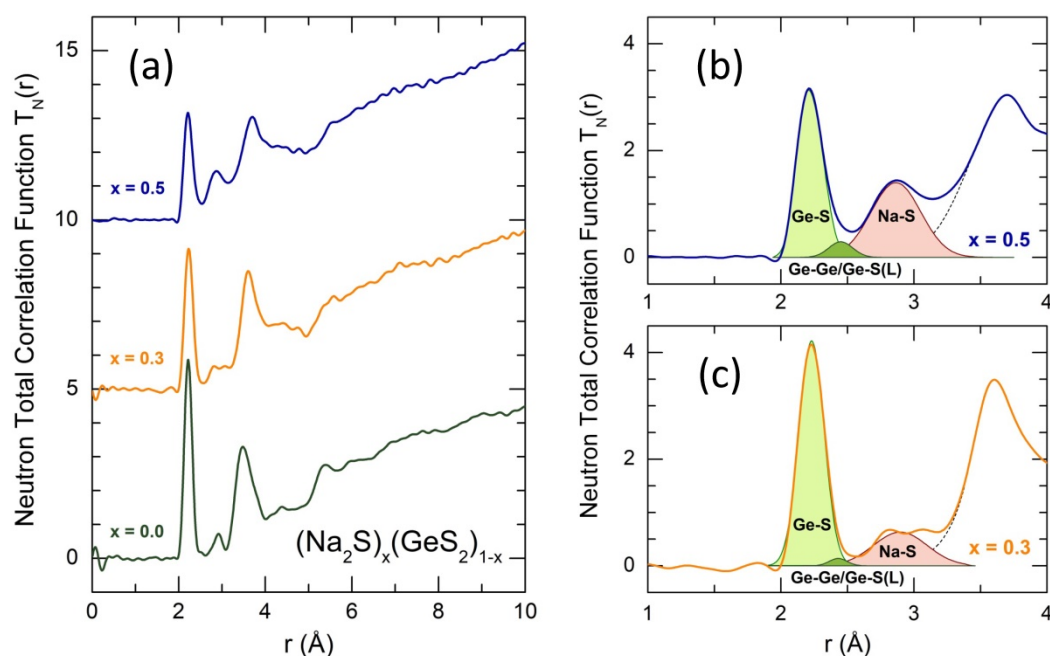 (a)
Neutron Total Correlation Function T_N(r)
15
10
5
0
x = 0.5
x = 0.3
x = 0.0
(Na₂S)ₓ(GeS₂)₁₋ₓ
0 2 4 6 8 10
r (Å)
(b)
Neutron Total Correlation Function T_N(r)
4
2
0
Ge-S
Na-S
x = 0.5
Ge-Ge/Ge-S(L)
1 2 3 4
(c)
4
2
0
Ge-S
Na-S
x = 0.3
Ge-Ge/Ge-S(L)
1 2 3 4
r (Å)